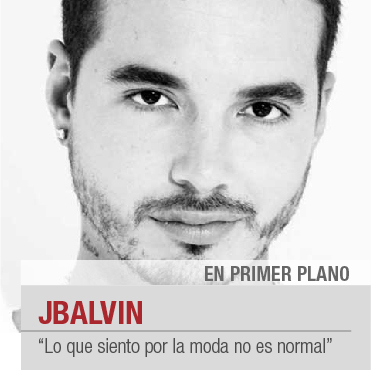 EN PRIMER PLANO
JBALVIN
“Lo que siento por la moda no es normal”